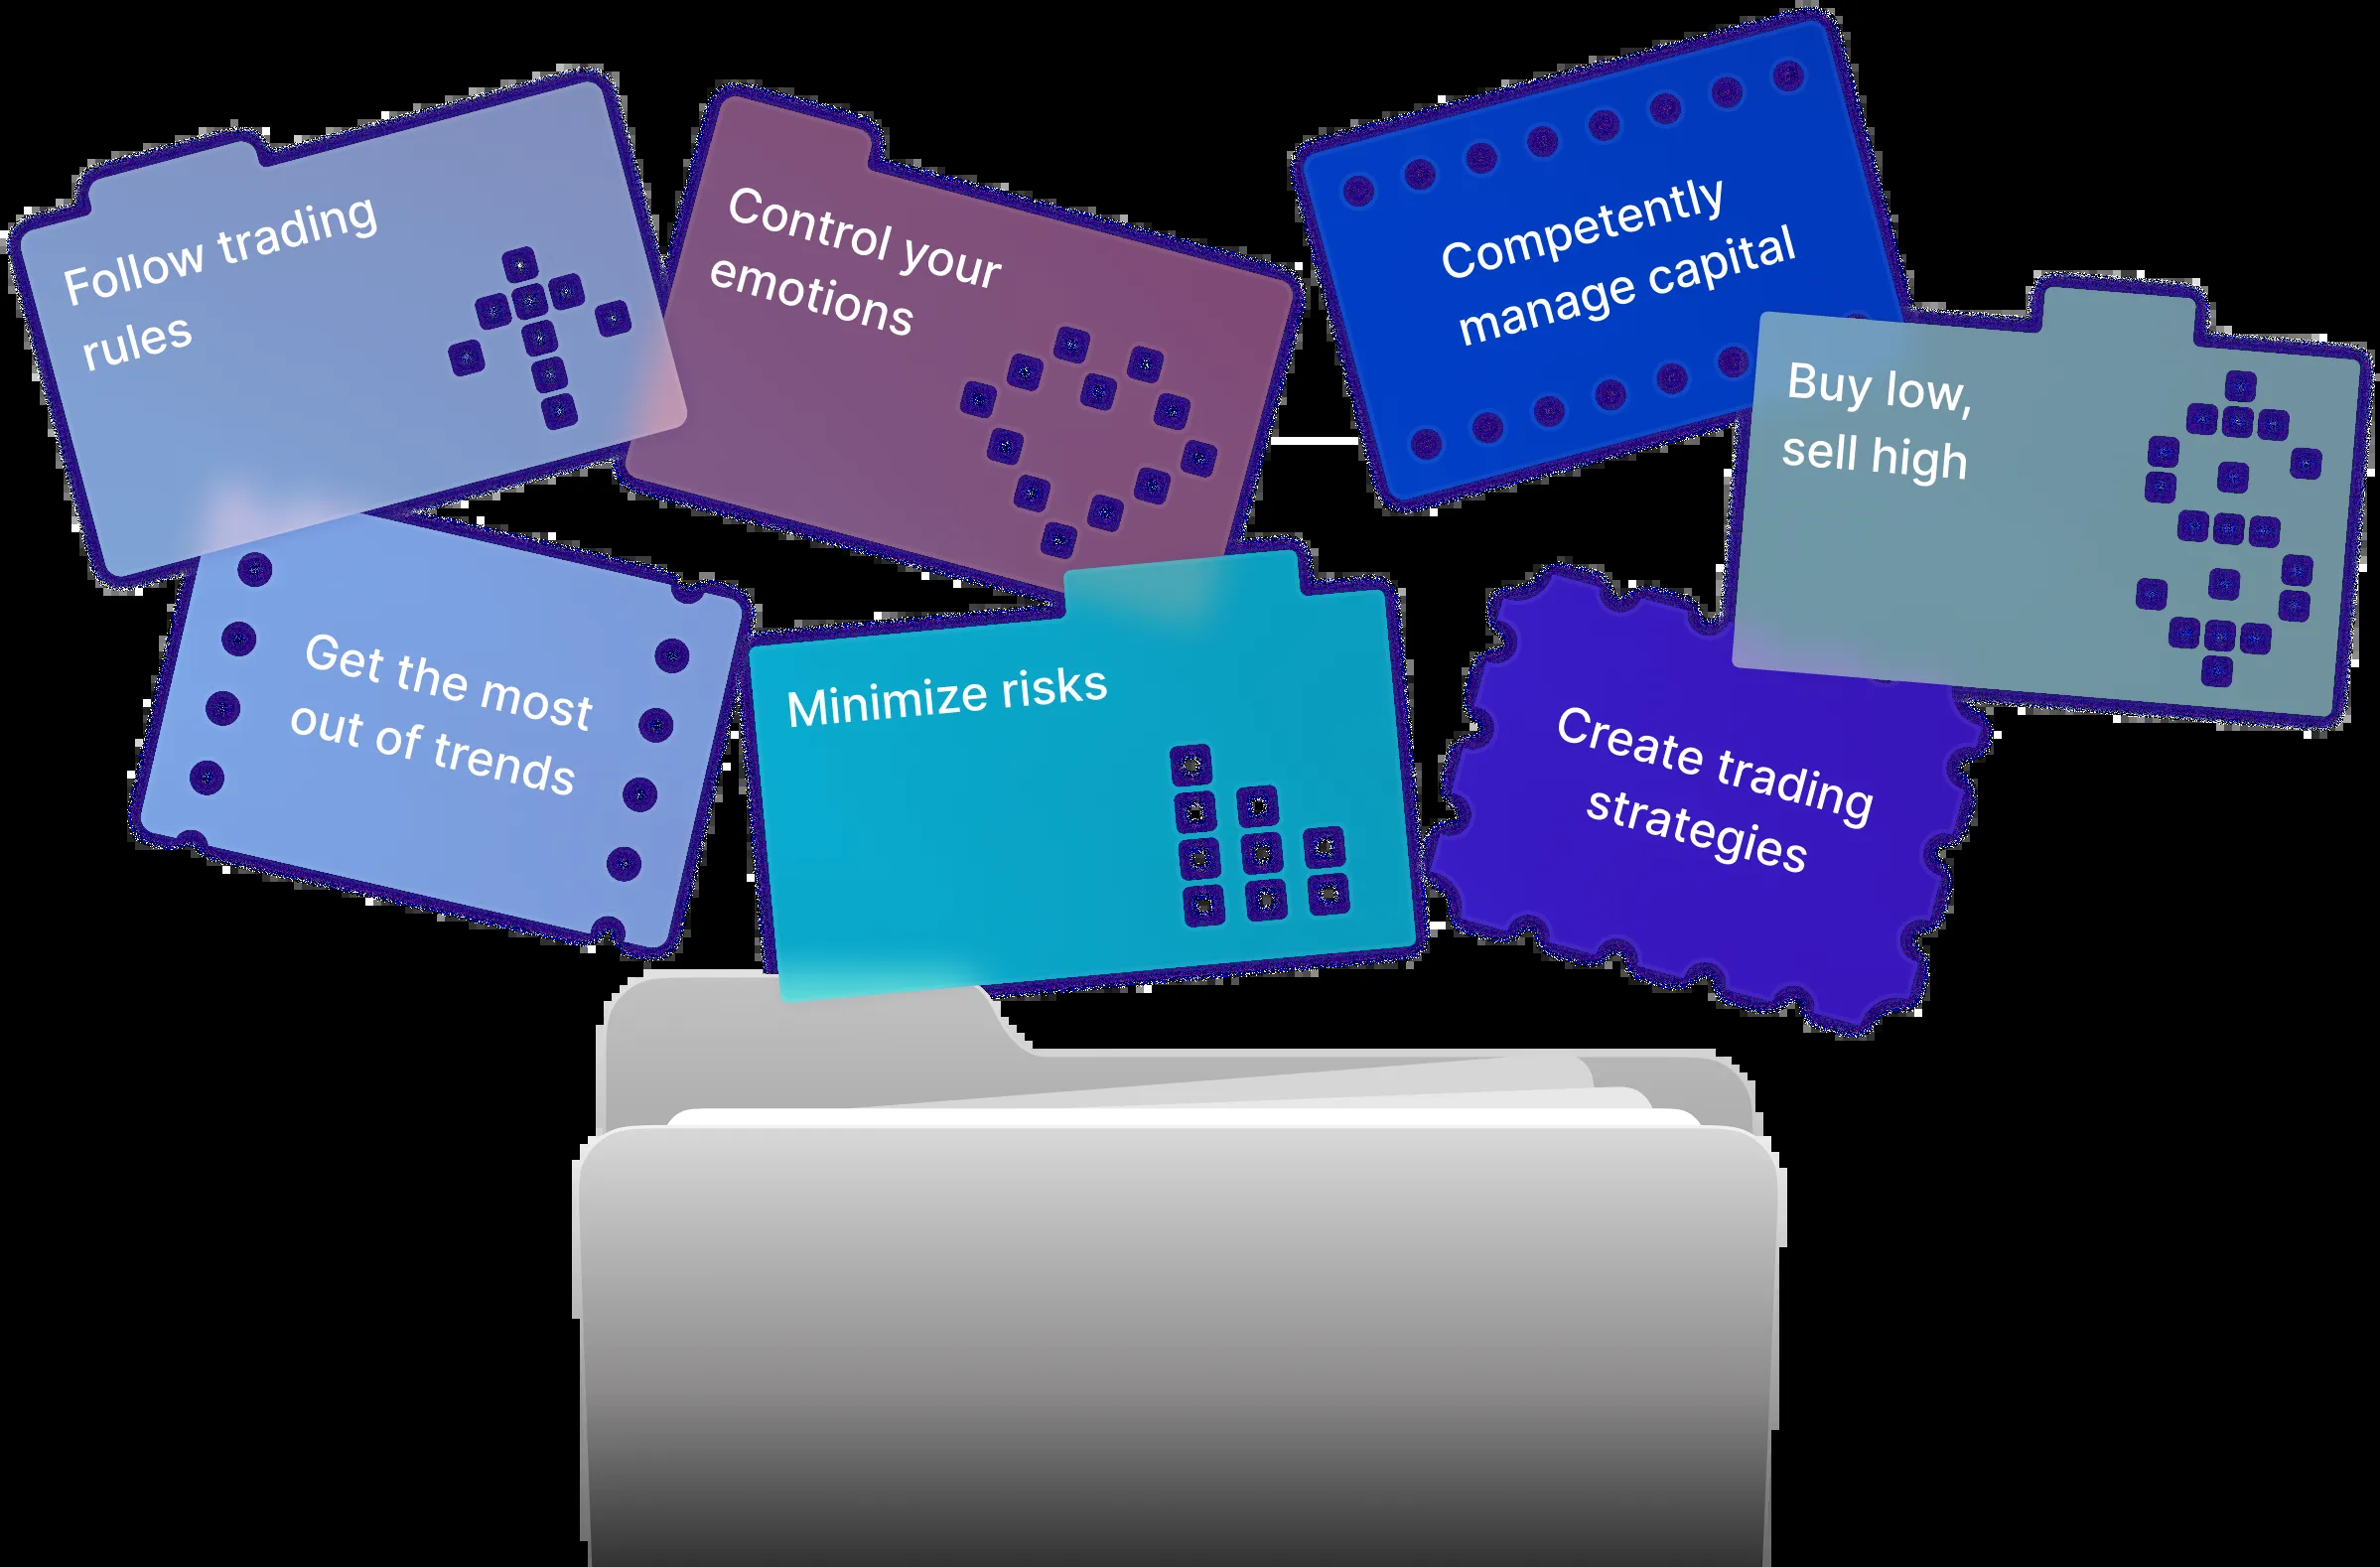 Follow trading
rules
Control your
emotions
Competently
manage capital
Buy low,
sell high
Get the most
out of trends
Minimize risks
Create trading
strategies